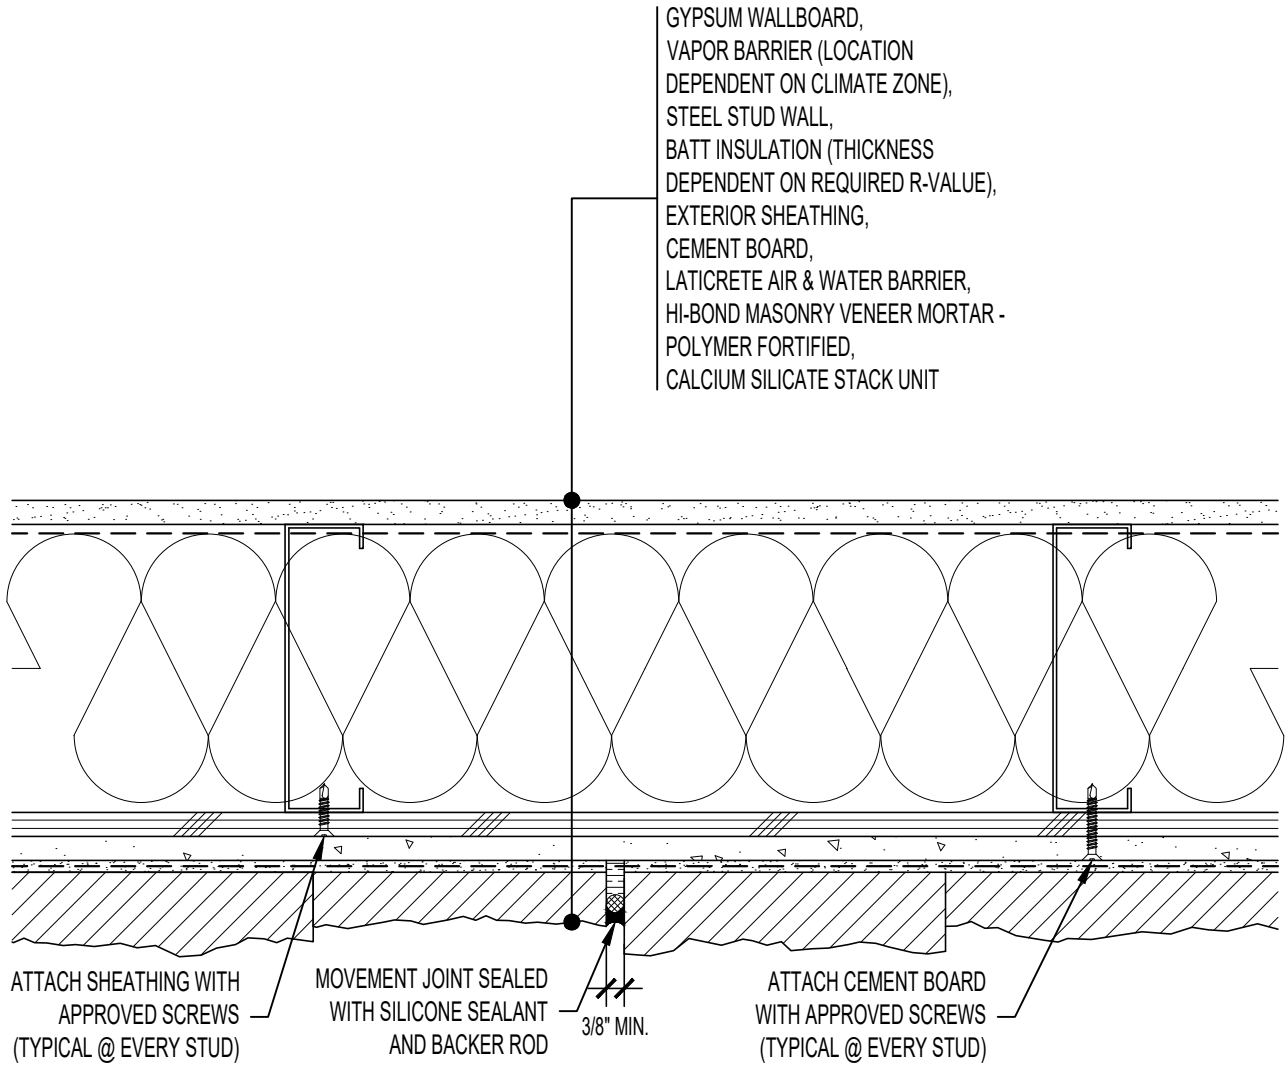 GYPSUM WALLBOARD,
VAPOR BARRIER (LOCATION
DEPENDENT ON CLIMATE ZONE),
STEEL STUD WALL,
BATT INSULATION (THICKNESS
DEPENDENT ON REQUIRED R-VALUE),
EXTERIOR SHEATHING,
CEMENT BOARD,
LATICRETE AIR & WATER BARRIER,
HI-BOND MASONRY VENEER MORTAR -
POLYMER FORTIFIED,
CALCIUM SILICATE STACK UNIT
ATTACH SHEATHING WITH
APPROVED SCREWS
(TYPICAL @ EVERY STUD)
MOVEMENT JOINT SEALED
WITH SILICONE SEALANT
AND BACKER ROD
3/8" MIN.
ATTACH CEMENT BOARD
WITH APPROVED SCREWS
(TYPICAL @ EVERY STUD)